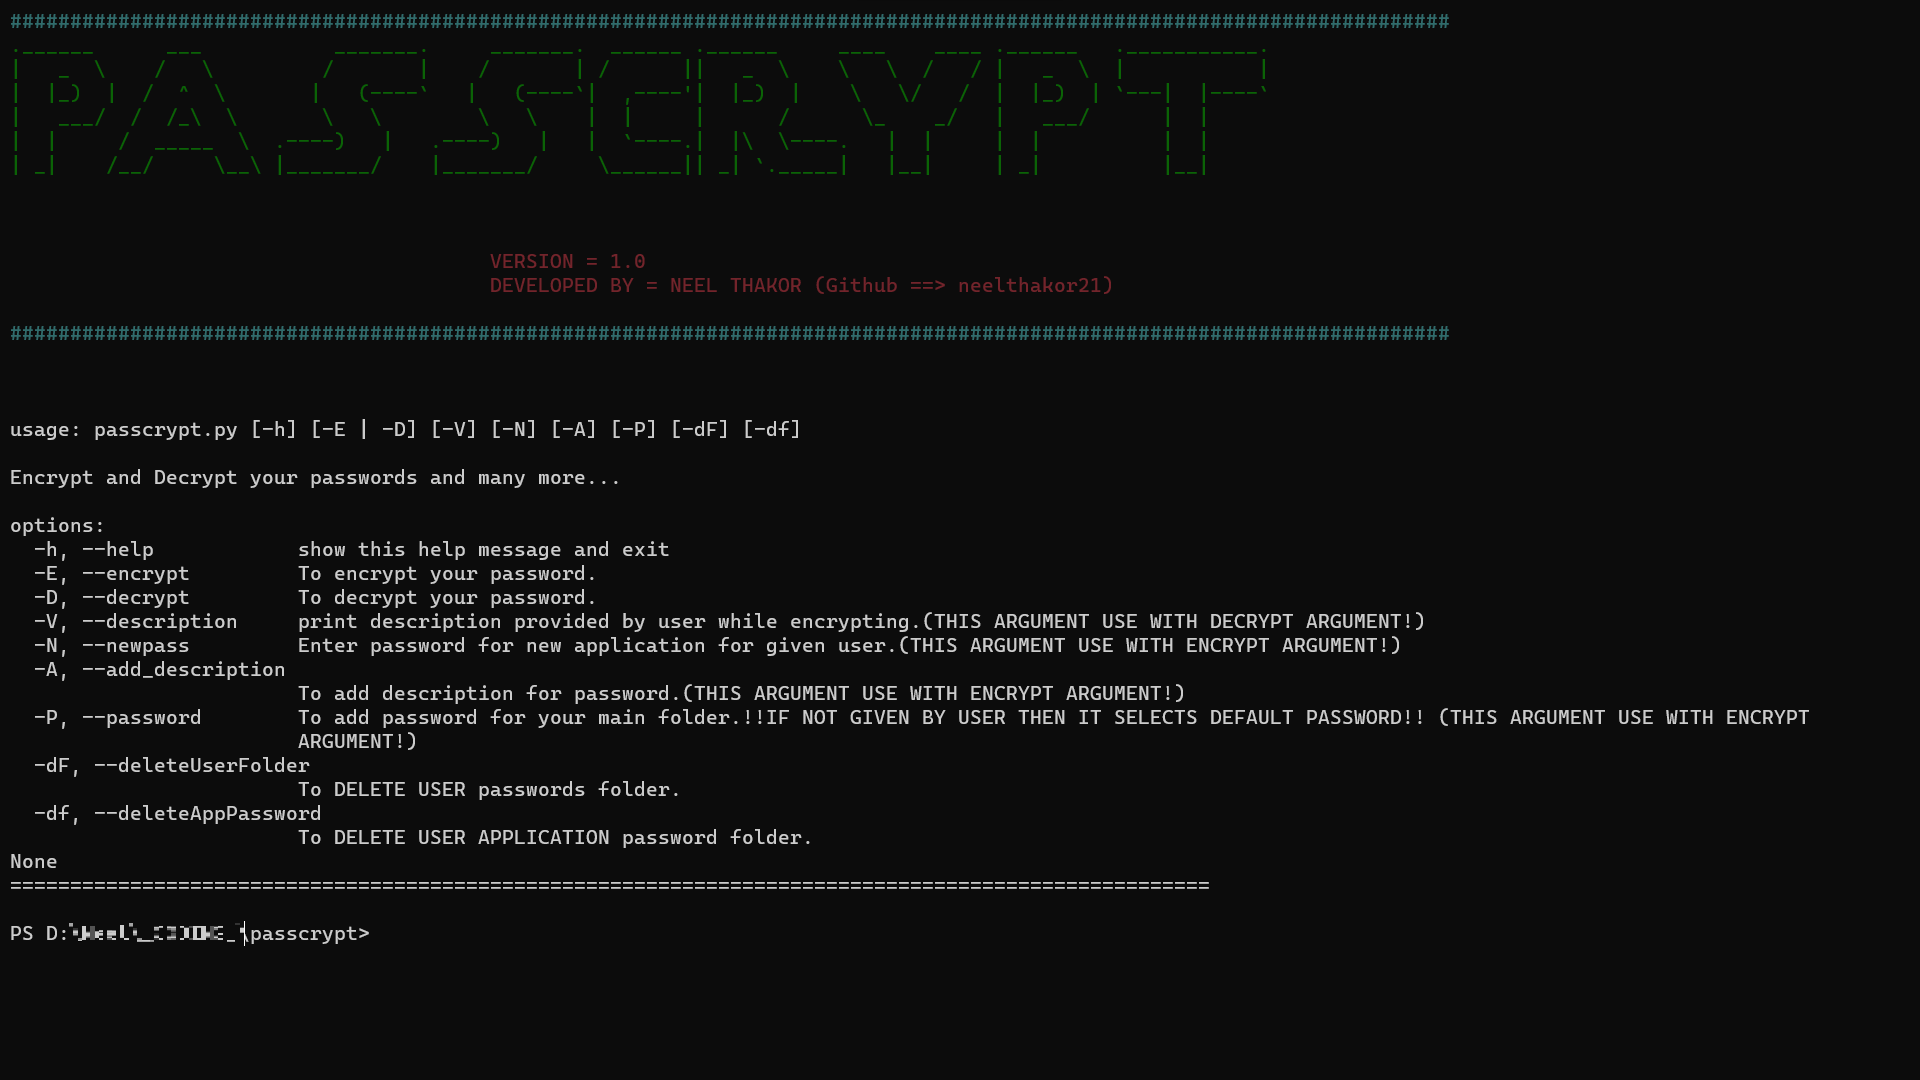 ########################################################################################################################
PASSCRYPT
VERSION = 1.0
DEVELOPED BY = NEEL THAKOR (Github ==> neelthakor21)
########################################################################################################################
usage: passcrypt.py [-h] [-E | -D] [-V] [-N] [-A] [-P] [-dF] [-df]
Encrypt and Decrypt your passwords and many more...
options:
-h, --help show this help message and exit
-E, --encrypt To encrypt your password.
-D, --decrypt To decrypt your password.
-V, --description print description provided by user while encrypting.(THIS ARGUMENT USE WITH DECRYPT ARGUMENT!)
-N, --newpass Enter password for new application for given user.(THIS ARGUMENT USE WITH ENCRYPT ARGUMENT!)
-A, --add_description
To add description for password.(THIS ARGUMENT USE WITH ENCRYPT ARGUMENT!)
-P, --password To add password for your main folder.!!IF NOT GIVEN BY USER THEN IT SELECTS DEFAULT PASSWORD!! (THIS ARGUMENT USE WITH ENCRYPT
ARGUMENT!)
-dF, --deleteUserFolder
To DELETE USER passwords folder.
-df, --deleteAppPassword
To DELETE USER APPLICATION password folder.
None
====================================================================================================
PS D: \passcrypt>